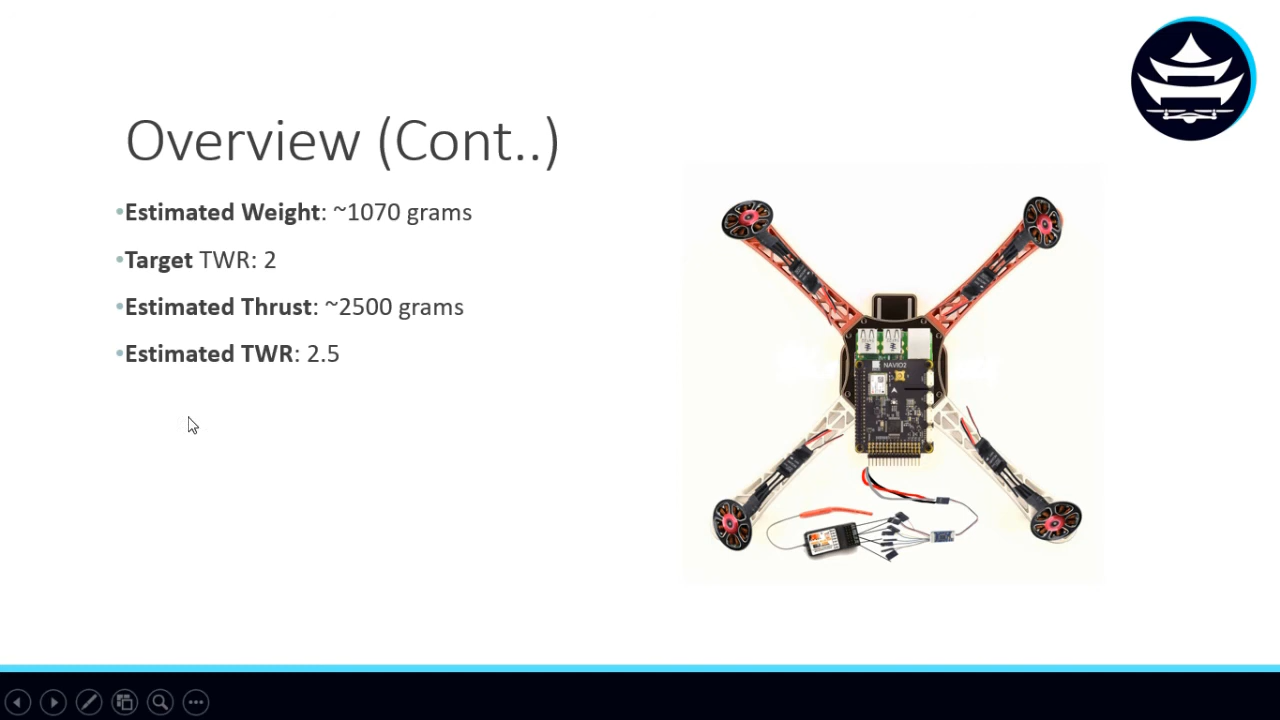 Overview (Cont..)
•Estimated Weight: ~1070 grams
•Target TWR: 2
•Estimated Thrust: ~2500 grams
•Estimated TWR: 2.5
NAVIO2